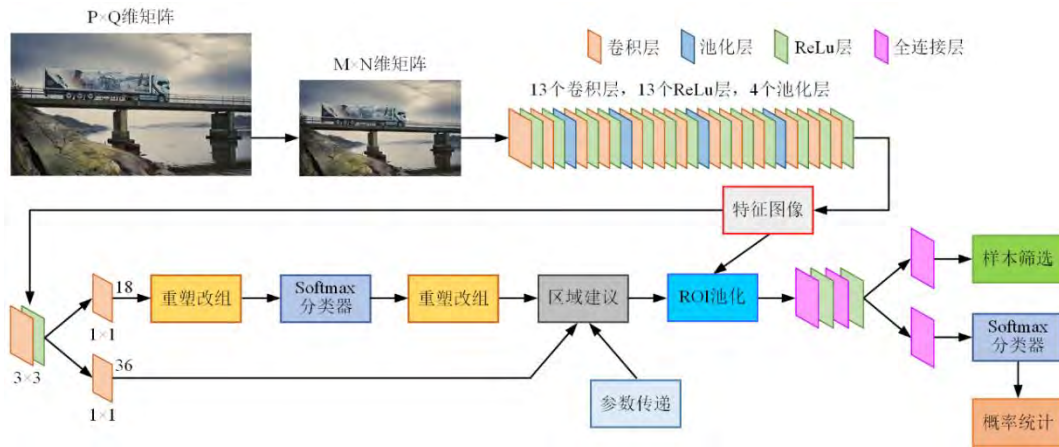 P×Q维矩阵
M×N维矩阵
卷积层
池化层
ReLu层
全连接层
13个卷积层，13个ReLu层，4个池化层
特征图像
3×3
18
1×1
重塑改组
Softmax
分类器
重塑改组
区域建议
ROI池化
样本筛选
36
1×1
参数传递
Softmax
分类器
概率统计